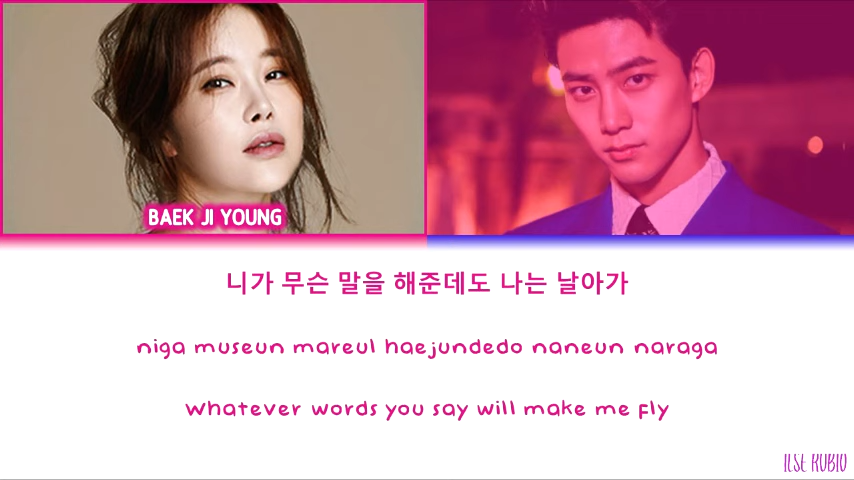 BAEK JI YOUNG
니가 무슨 말을 해준데도 나는 날아가
niga museun mareul haejundedo naneun naraga
whatever words you say will make me fly
ILSE RUBIO